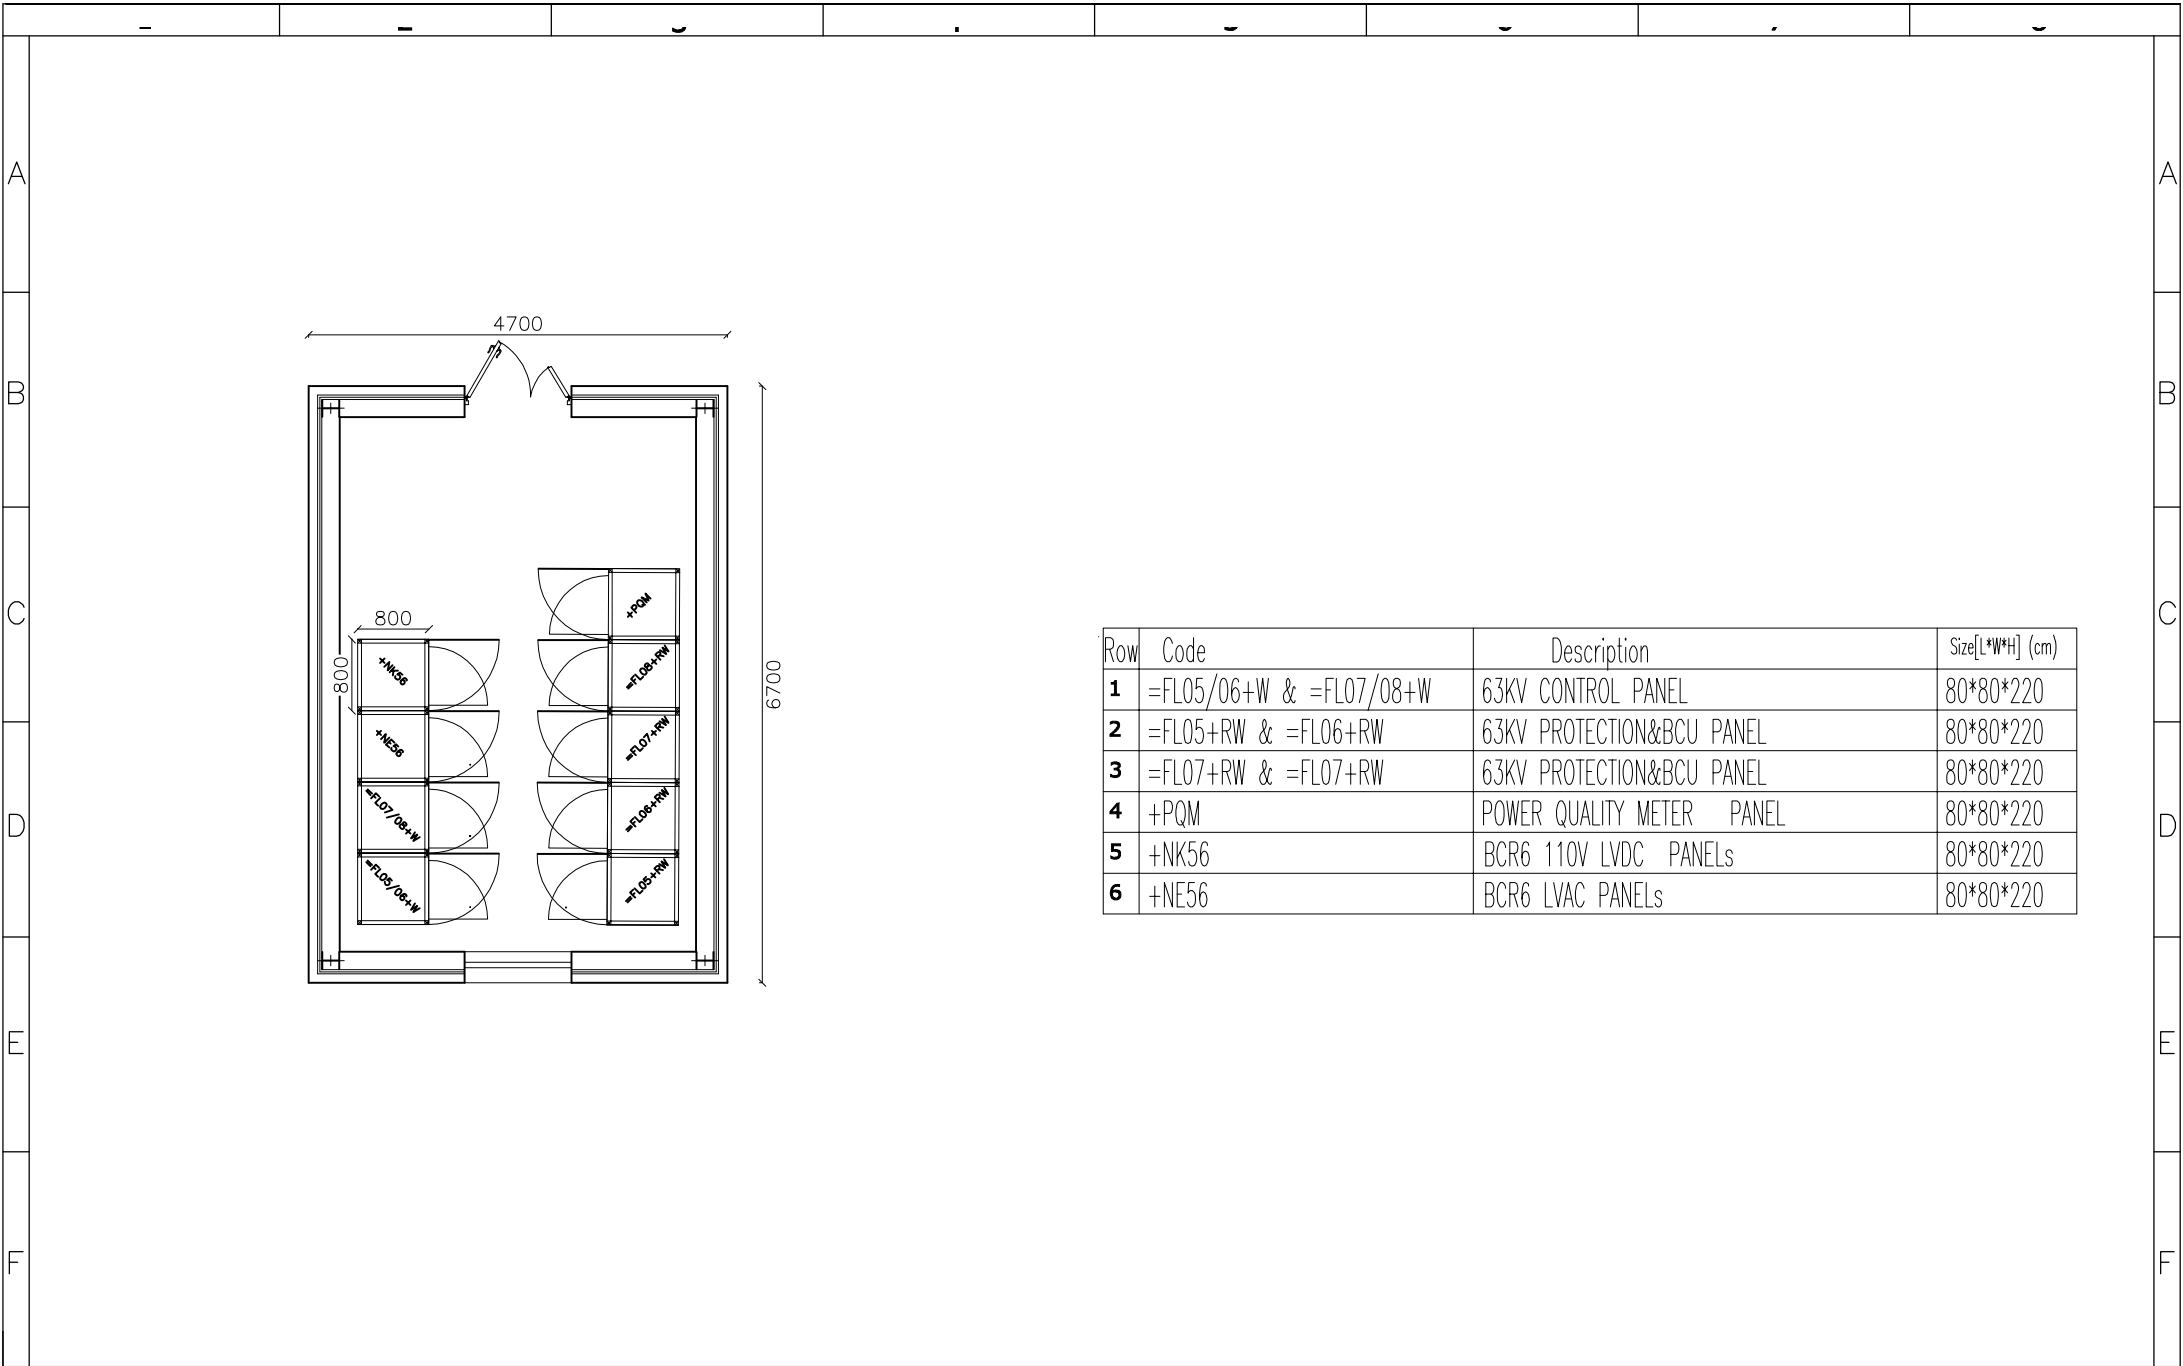 A A
4700
B B
+PQM
C C
800
+NK56
=FL08+RW
800
6700
+NE56
=FL07+RW
=FL07/08+W
=FL06+RW
D D
=FL05/06+W
=FL05+RW
Row Code Description Size[L*W*H] (cm)
1 =FL05/06+W & =FL07/08+W 63KV CONTROL PANEL 80*80*220
2 =FL05+RW & =FL06+RW 63KV PROTECTION&BCU PANEL 80*80*220
3 =FL07+RW & =FL07+RW 63KV PROTECTION&BCU PANEL 80*80*220
4 +PQM POWER QUALITY METER PANEL 80*80*220
5 +NK56 BCR6 110V LVDC PANELs 80*80*220
6 +NE56 BCR6 LVAC PANELs 80*80*220
E E
F F